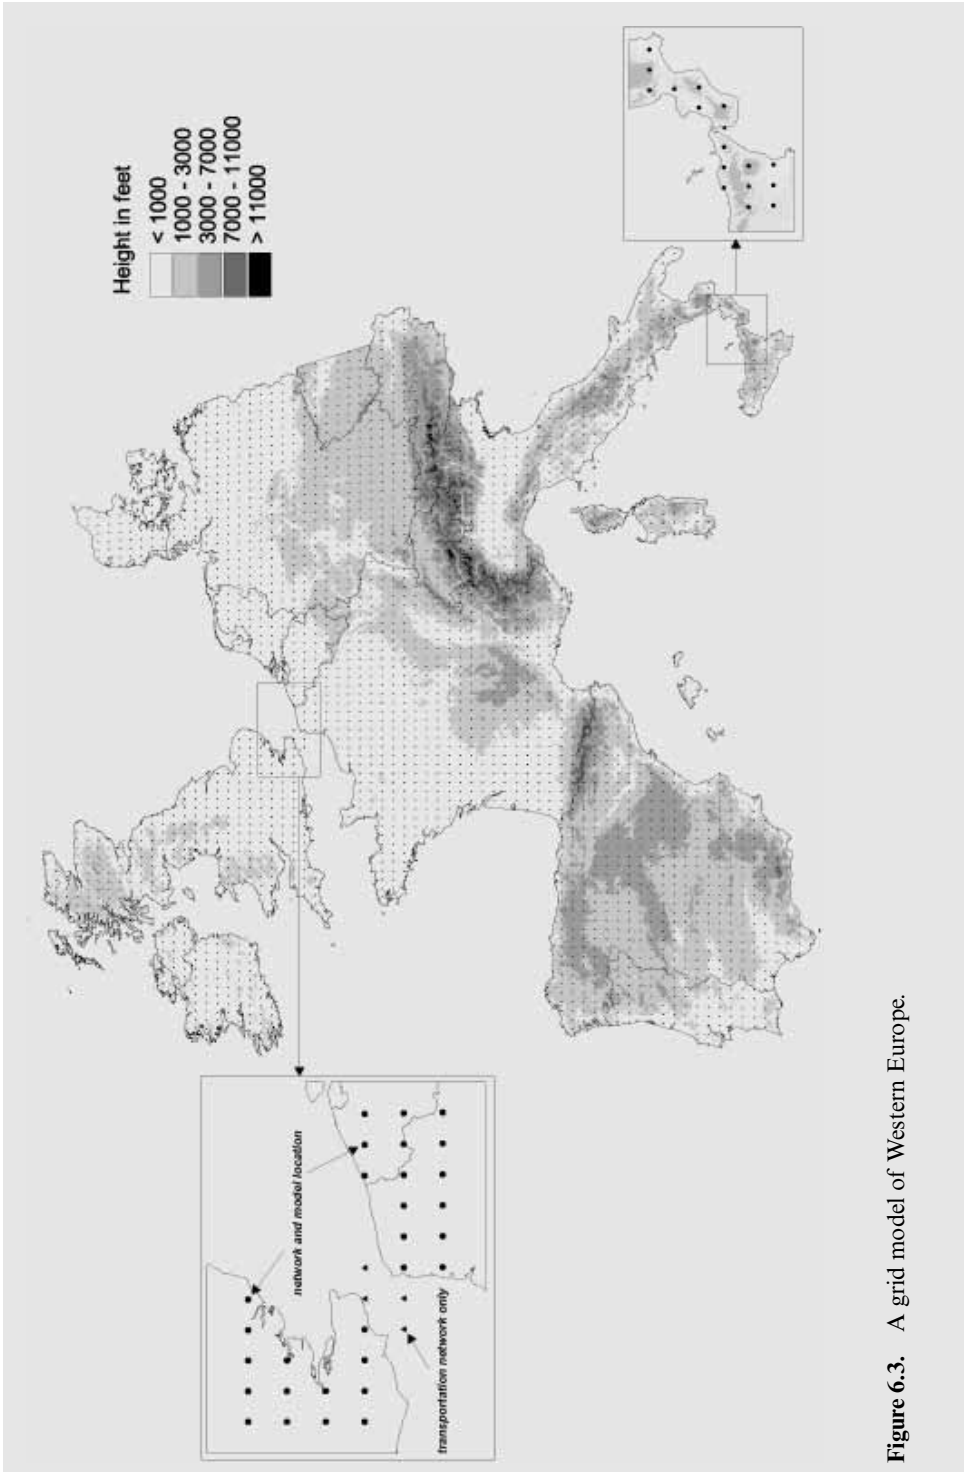 Height in feet
< 1000
1000 - 3000
3000 - 7000
7000 - 11000
> 11000
network and model location
transportation network only
Figure 6.3. A grid model of Western Europe.